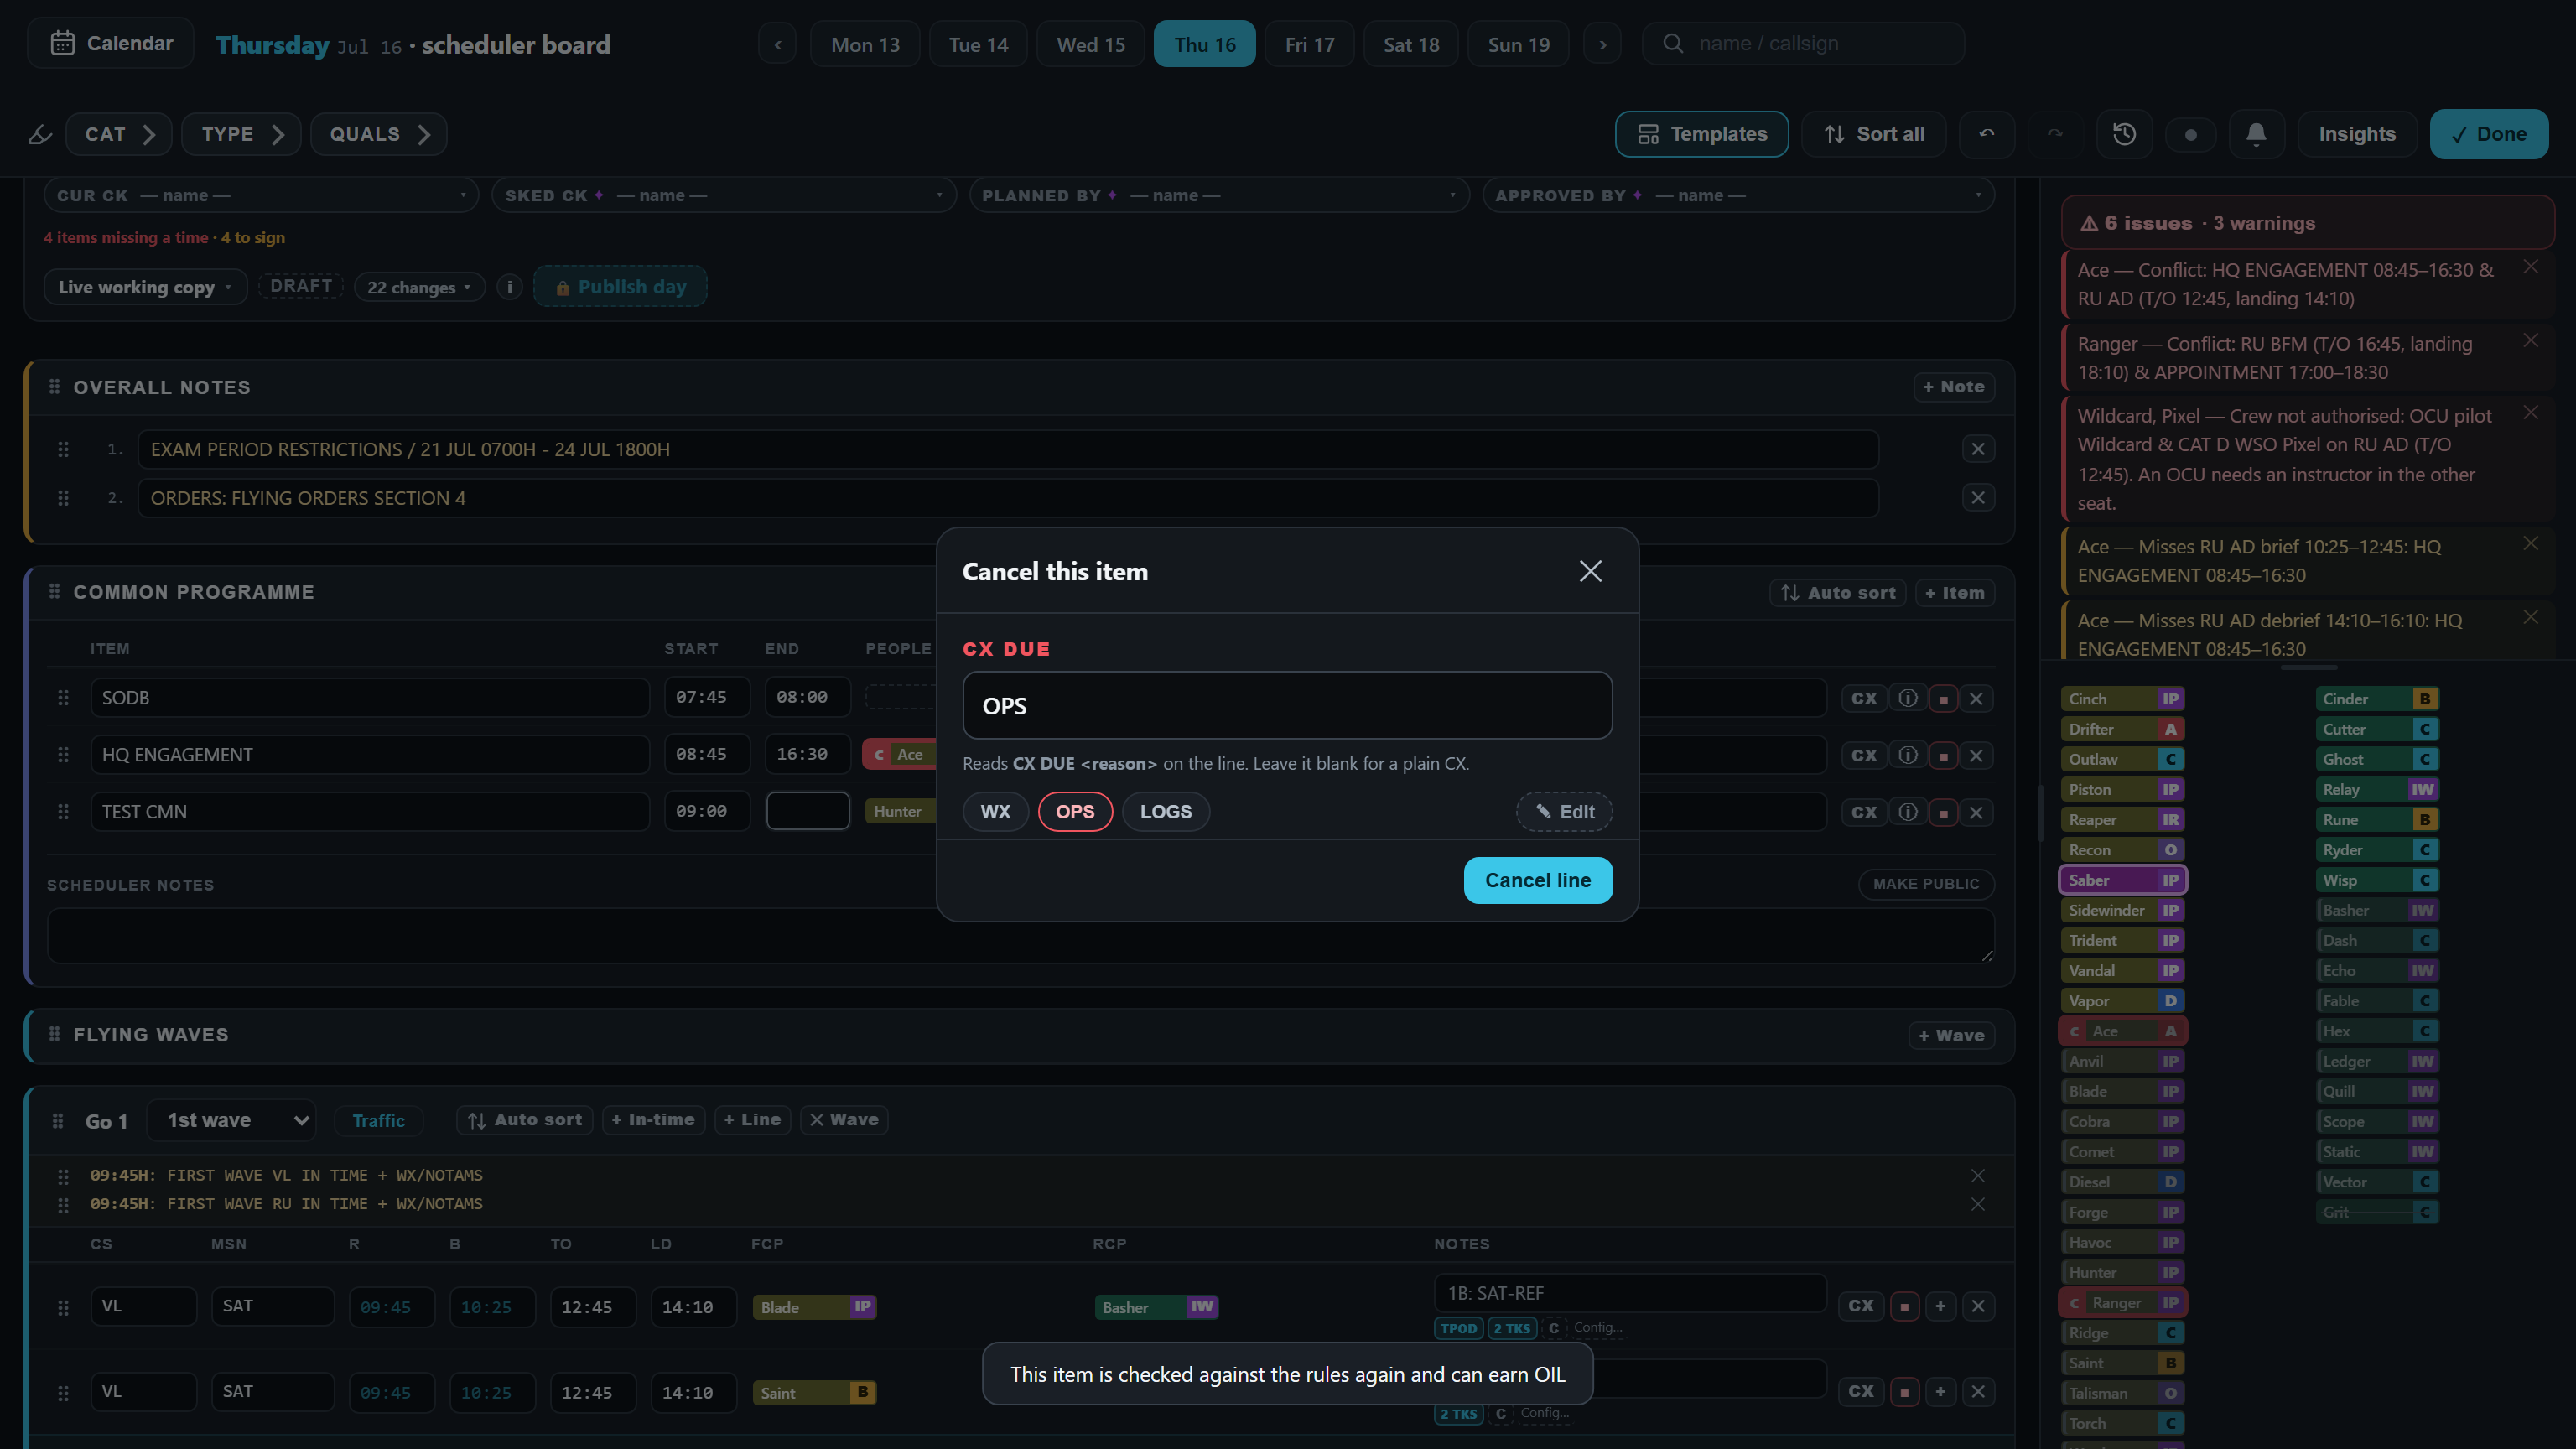 Calendar
Thursday Jul 16 • scheduler board
‹ Mon 13 Tue 14 Wed 15 Thu 16 Fri 17 Sat 18 Sun 19 ›
name / callsign
CAT TYPE QUALS
Templates Sort all Insights ✓ Done
CUR CK — name —
SKED CK ✦ — name —
PLANNED BY ✦ — name —
APPROVED BY ✦ — name —
4 items missing a time · 4 to sign
Live working copy DRAFT 22 changes i Publish day
OVERALL NOTES
+ Note
1. EXAM PERIOD RESTRICTIONS / 21 JUL 0700H - 24 JUL 1800H
2. ORDERS: FLYING ORDERS SECTION 4
COMMON PROGRAMME
Auto sort + Item
ITEM START END PEOPLE
SODB 07:45 08:00 CX
HQ ENGAGEMENT 08:45 16:30 C Ace CX
TEST CMN 09:00 Hunter CX
SCHEDULER NOTES
MAKE PUBLIC
Cancel this item
CX DUE
OPS
Reads CX DUE <reason> on the line. Leave it blank for a plain CX.
WX OPS LOGS Edit
Cancel line
FLYING WAVES
+ Wave
Go 1 1st wave Traffic Auto sort + In-time + Line × Wave
09:45H: FIRST WAVE VL IN TIME + WX/NOTAMS
09:45H: FIRST WAVE RU IN TIME + WX/NOTAMS
CS MSN R B TO LD FCP RCP NOTES
VL SAT 09:45 10:25 12:45 14:10 Blade IP Basher IW 1B: SAT-REF CX
TPOD 2 TKS C Config...
VL SAT 09:45 10:25 12:45 14:10 Saint B CX
2 TKS C Config...
This item is checked against the rules again and can earn OIL
⚠ 6 issues · 3 warnings
Ace — Conflict: HQ ENGAGEMENT 08:45–16:30 &
RU AD (T/O 12:45, landing 14:10)
Ranger — Conflict: RU BFM (T/O 16:45, landing
18:10) & APPOINTMENT 17:00–18:30
Wildcard, Pixel — Crew not authorised: OCU pilot
Wildcard & CAT D WSO Pixel on RU AD (T/O
12:45). An OCU needs an instructor in the other
seat.
Ace — Misses RU AD brief 10:25–12:45: HQ
ENGAGEMENT 08:45–16:30
Ace — Misses RU AD debrief 14:10–16:10: HQ
ENGAGEMENT 08:45–16:30
Cinch IP
Drifter A
Outlaw C
Piston IP
Reaper IR
Recon O
Saber IP
Sidewinder IP
Trident IP
Vandal IP
Vapor D
C Ace A
Anvil IP
Blade IP
Cobra IP
Comet IP
Diesel D
Forge IP
Havoc IP
Hunter IP
C Ranger IP
Ridge C
Saint B
Talisman O
Torch C
Cinder B
Cutter C
Ghost C
Relay IW
Rune B
Ryder C
Wisp C
Basher IW
Dash C
Echo IW
Fable C
Hex C
Ledger IW
Quill IW
Scope IW
Static IW
Vector C
Grit C